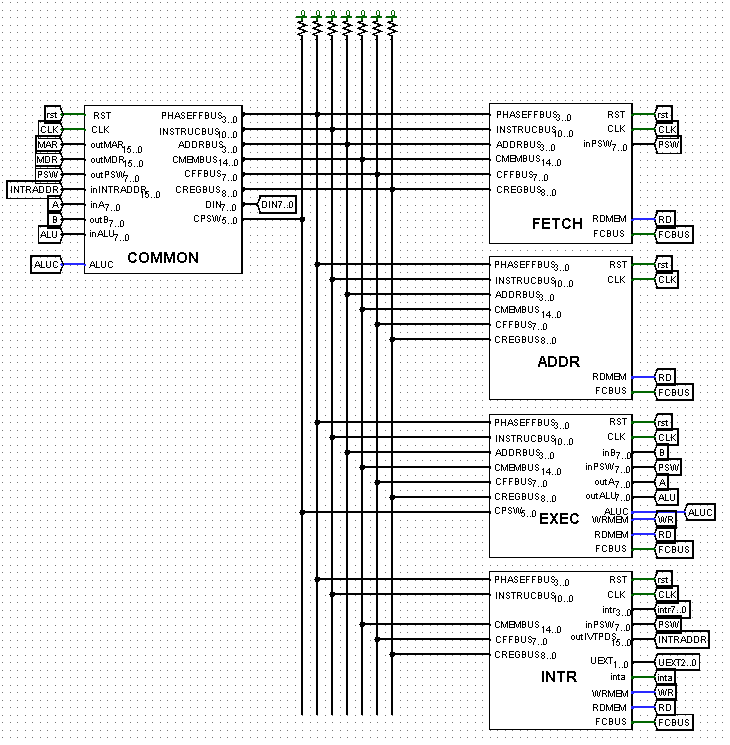 0 0 0 0 0 0 0
rst RST PHASEFFBUS3..0
CLK CLK INSTRUCBUS10..0
MAR outMAR15..0 ADDRBUS3..0
MDR outMDR15..0 CMEMBUS14..0
PSW outPSW7..0 CFFBUS7..0
INTRADDR inINTRADDR15..0 CREGBUS8..0
A inA7..0 DIN7..0 DIN7..0
B outB7..0 CPSW5..0
ALU inALU7..0
COMMON
ALUC ALUC
PHASEFFBUS3..0 RST rst
INSTRUCBUS10..0 CLK CLK
ADDRBUS3..0 inPSW7..0 PSW
CMEMBUS14..0
CFFBUS7..0
CREGBUS8..0
RDMEM RD
FETCH
FCBUS FCBUS
PHASEFFBUS3..0 RST rst
INSTRUCBUS10..0 CLK CLK
ADDRBUS3..0
CMEMBUS14..0
CFFBUS7..0
CREGBUS8..0
ADDR
RDMEM RD
FCBUS FCBUS
PHASEFFBUS3..0 RST rst
INSTRUCBUS10..0 CLK CLK
ADDRBUS3..0 inB7..0 B
CMEMBUS14..0 inPSW7..0 PSW
CFFBUS7..0 outA7..0 A
CREGBUS8..0 outALU7..0 ALU
CPSW5..0 ALUC ALUC
EXEC WRMEM WR
RDMEM RD
FCBUS FCBUS
PHASEFFBUS3..0 RST rst
INSTRUCBUS10..0 CLK CLK
intr3..0 intr7..0
CMEMBUS14..0 inPSW7..0 PSW
CFFBUS7..0 outIVTPDS15..0 INTRADDR
CREGBUS8..0 UEXT1..0 UEXT2..0
INTR inta inta
WRMEM WR
RDMEM RD
FCBUS FCBUS